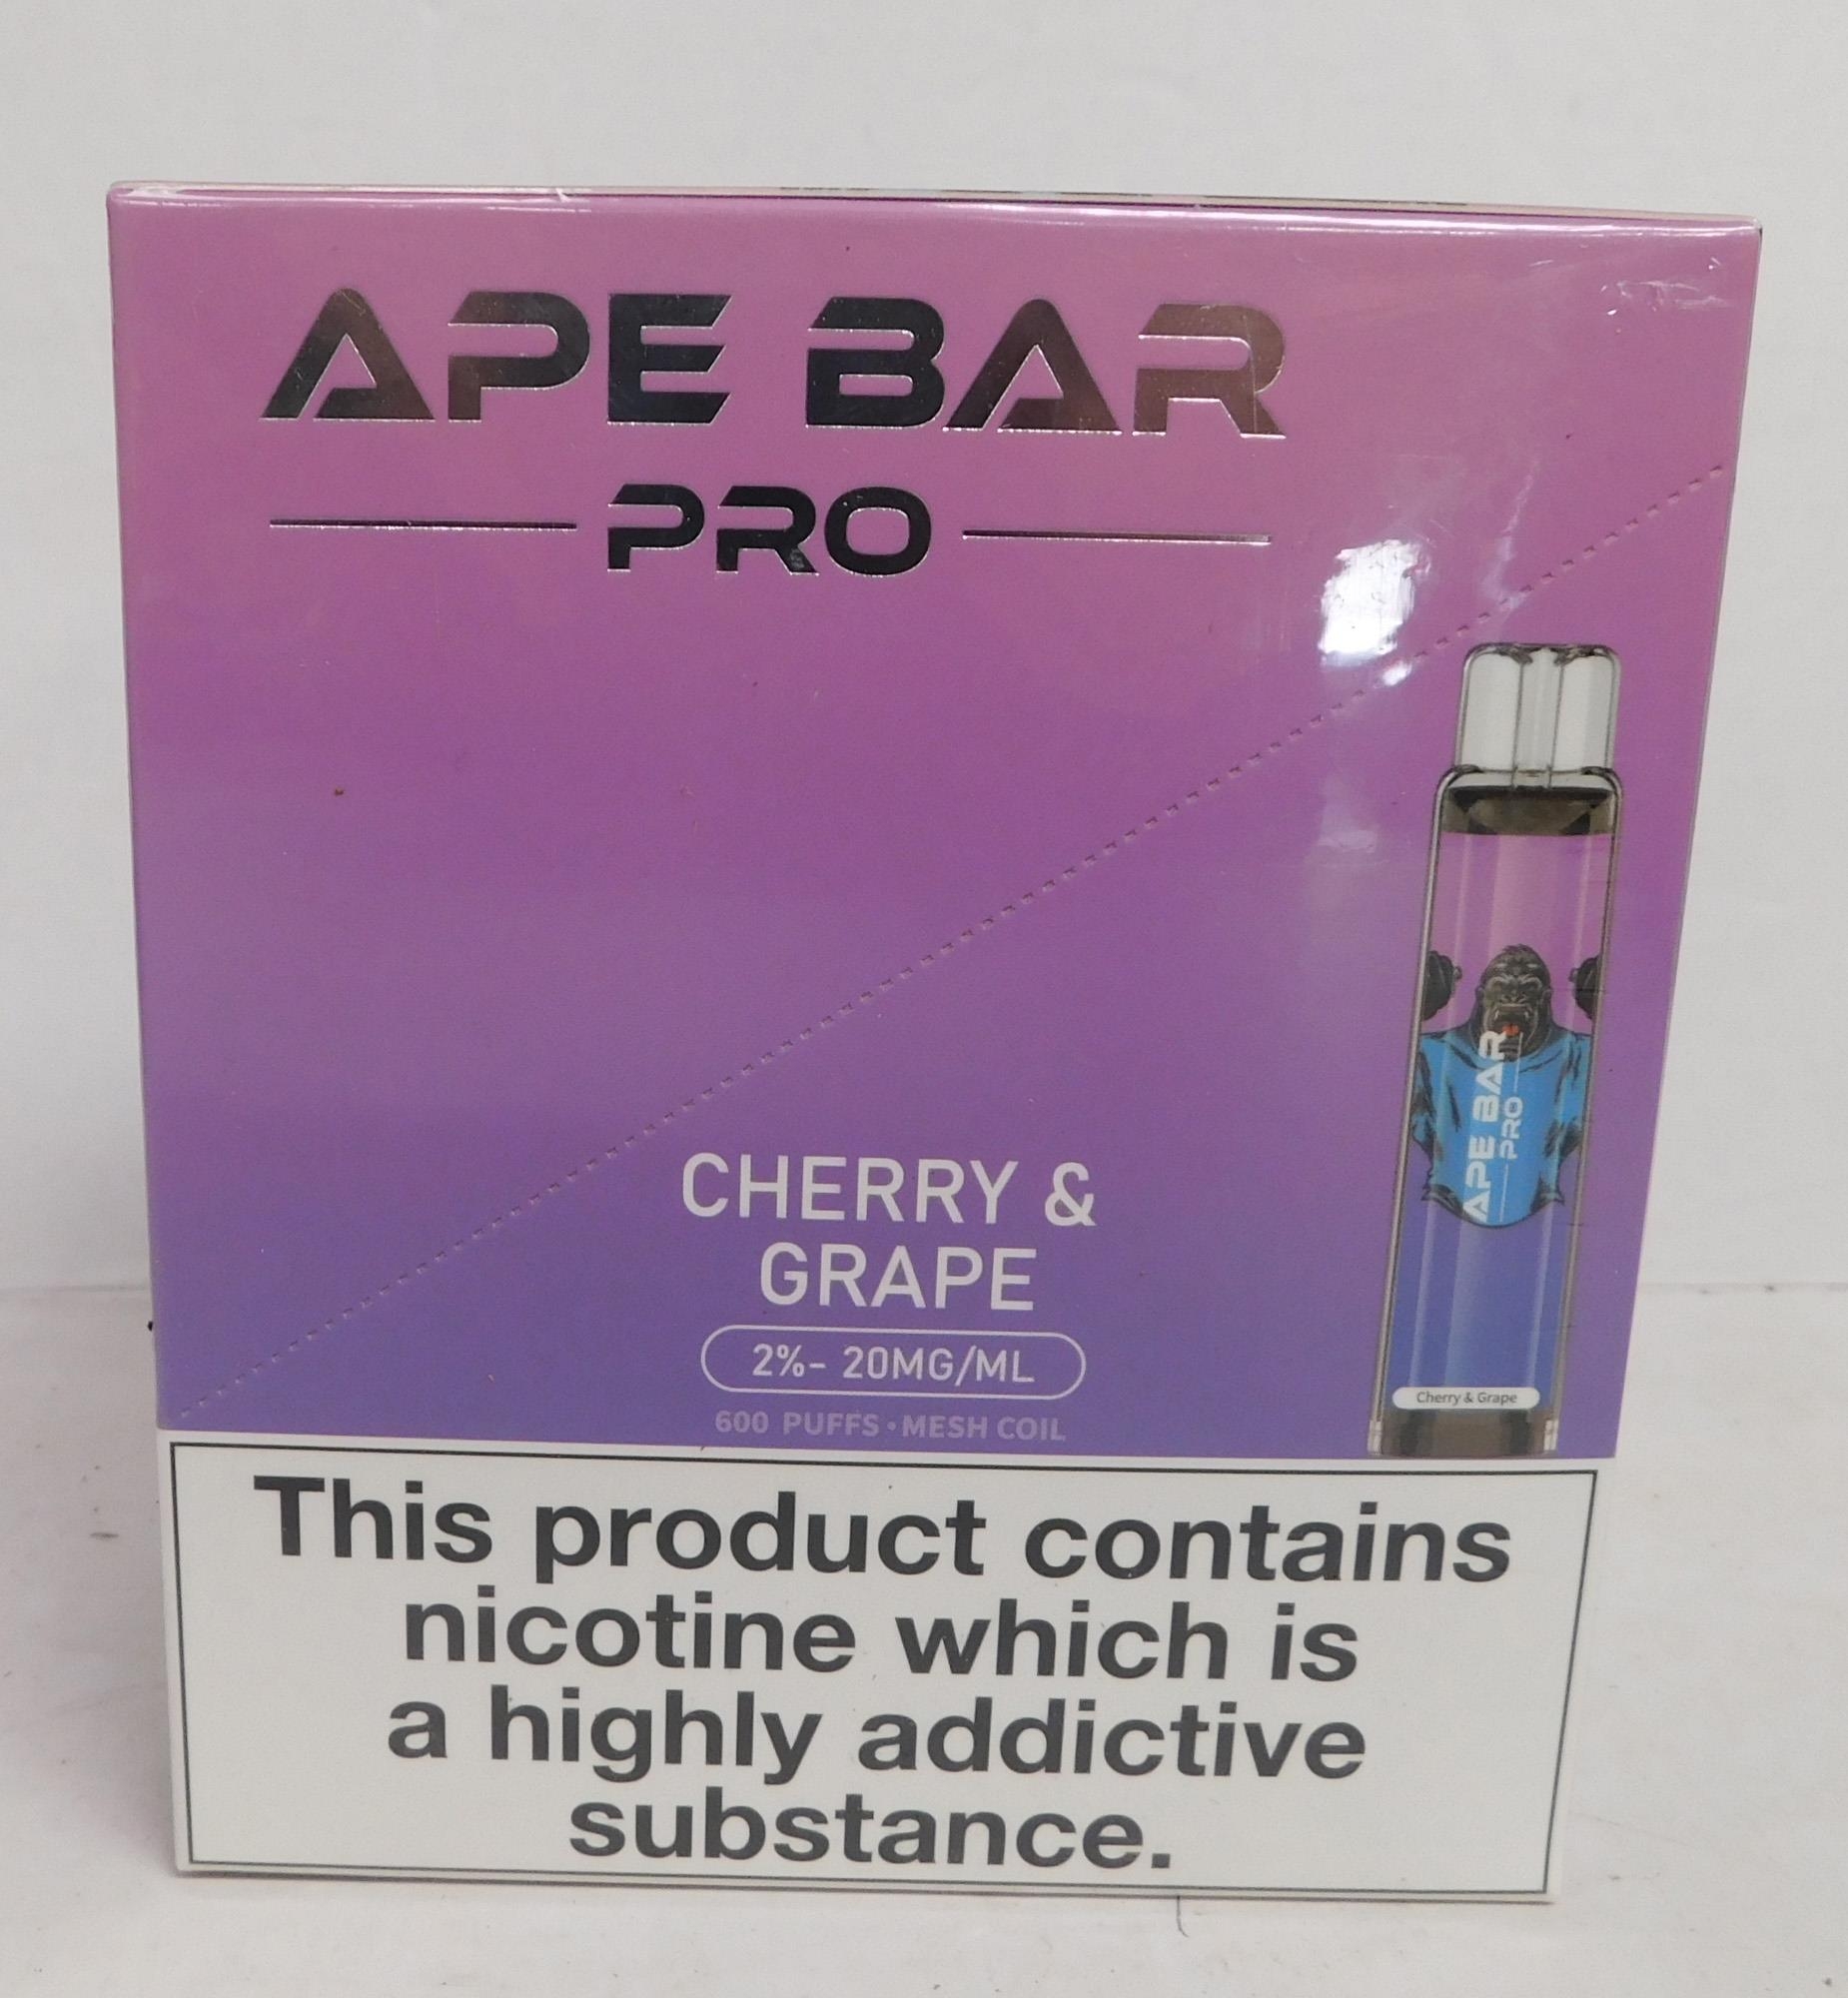 APE BAR
PRO
CHERRY &
GRAPE
2%- 20MG/ML
600 PUFFS•MESH COIL
APE BAR
PRO
Cherry & Grape
This product contains
nicotine which is
a highly addictive
substance.